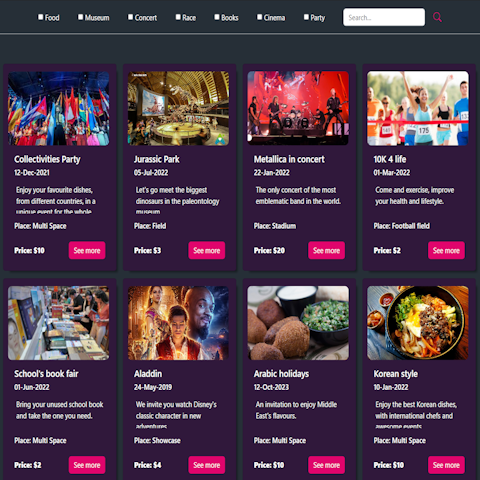 Food Museum Concert Race Books Cinema Party Search...
Collectivities Party
12-Dec-2021
Enjoy your favourite dishes,
from different countries, in a
unique event for the whole
Place: Multi Space
Price: $10 See more
Jurassic Park
05-Jul-2022
Let's go meet the biggest
dinosaurs in the paleontology
museum
Place: Field
Price: $3 See more
Metallica in concert
22-Jan-2022
The only concert of the most
emblematic band in the world.
Place: Stadium
Price: $20 See more
10K 4 life
01-Mar-2022
Come and exercise, improve
your health and lifestyle.
Place: Football field
Price: $2 See more
175
School's book fair
01-Jun-2022
Bring your unused school book
and take the one you need.
Place: Multi Space
Price: $2 See more
Aladdin
24-May-2019
We invite you watch Disney's
classic character in new
adventures
Place: Showcase
Price: $4 See more
Arabic holidays
12-Oct-2023
An invitation to enjoy Middle
East's flavours.
Place: Multi Space
Price: $10 See more
Korean style
10-Jan-2022
Enjoy the best Korean dishes,
with international chefs and
awesome events
Place: Multi Space
Price: $10 See more